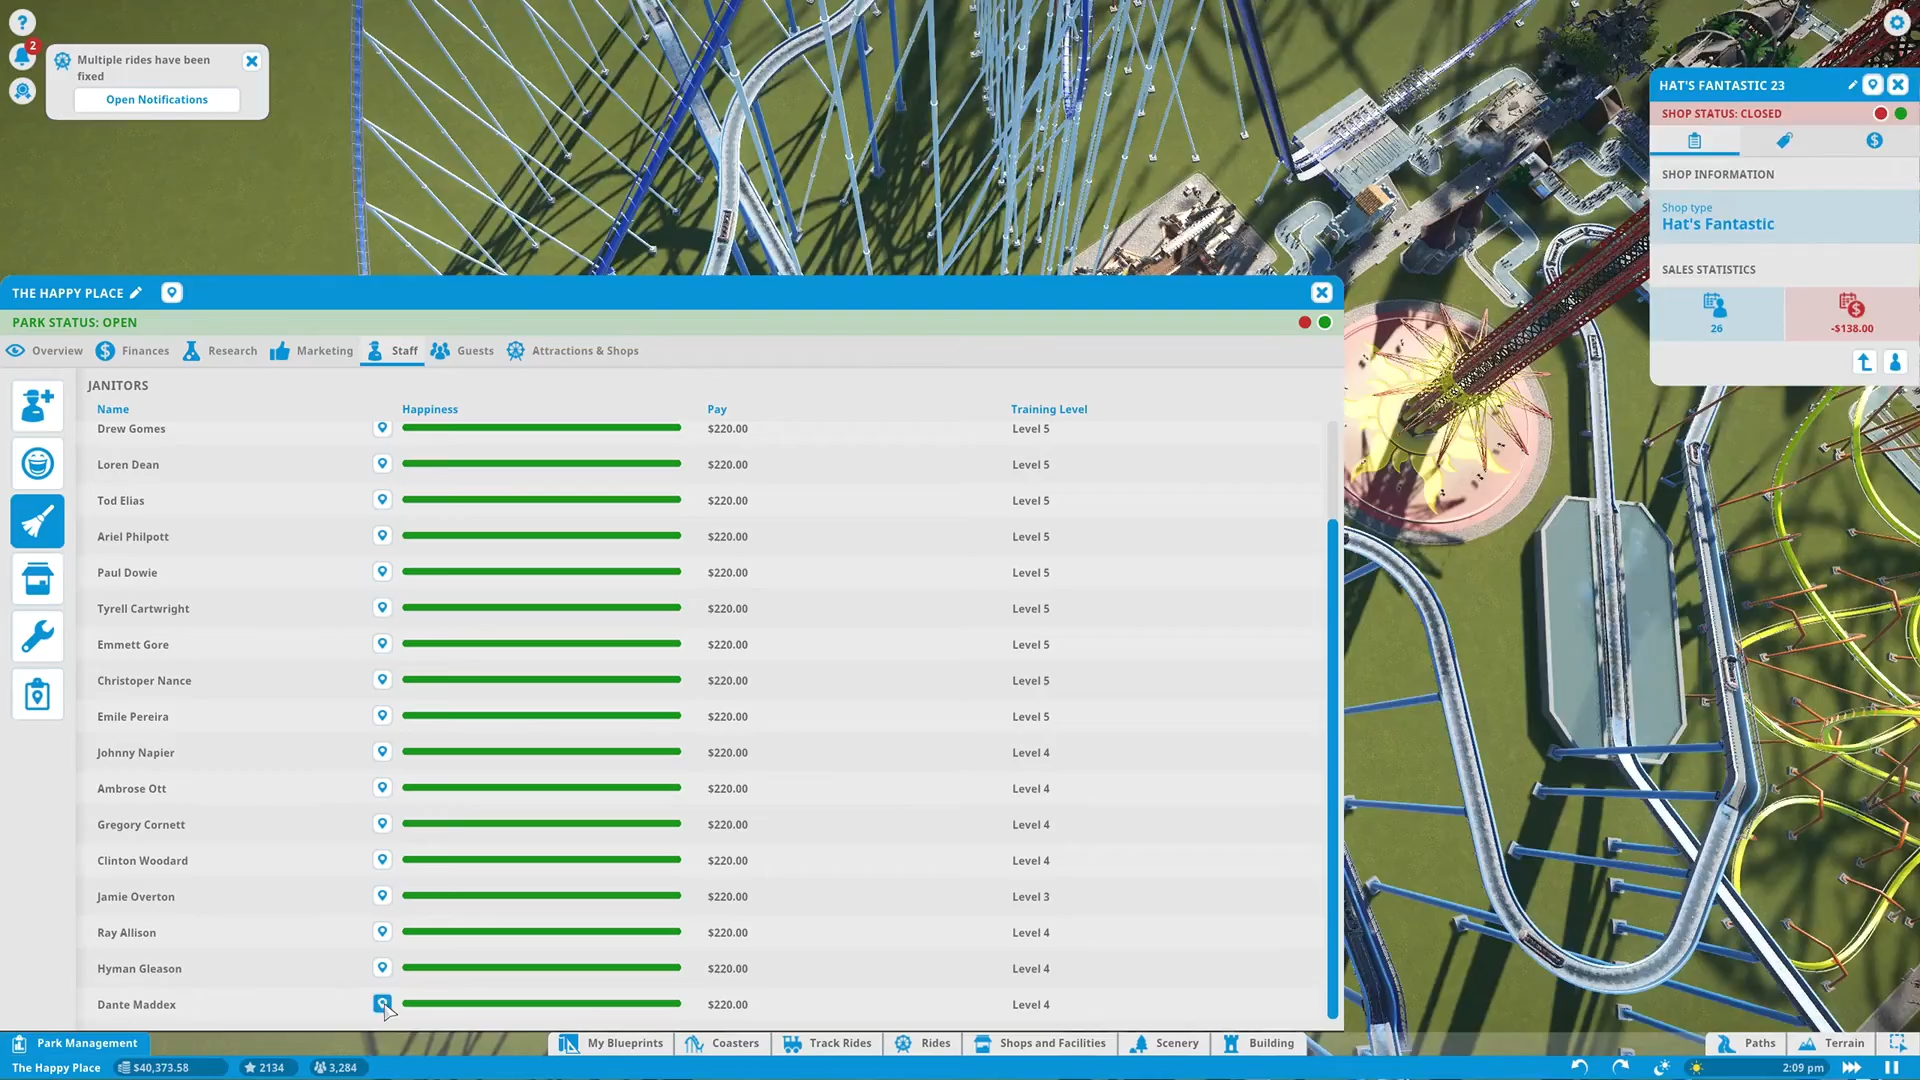 ?
2
Multiple rides have been
fixed
Open Notifications
HAT'S FANTASTIC 23
SHOP STATUS: CLOSED
SHOP INFORMATION
Shop type
Hat's Fantastic
SALES STATISTICS
26 -$138.00
THE HAPPY PLACE
PARK STATUS: OPEN
Overview Finances Research Marketing Staff Guests Attractions & Shops
JANITORS
Name Happiness Pay Training Level
Drew Gomes $220.00 Level 5
Loren Dean $220.00 Level 5
Tod Elias $220.00 Level 5
Ariel Philpott $220.00 Level 5
Paul Dowie $220.00 Level 5
Tyrell Cartwright $220.00 Level 5
Emmett Gore $220.00 Level 5
Christoper Nance $220.00 Level 5
Emile Pereira $220.00 Level 5
Johnny Napier $220.00 Level 4
Ambrose Ott $220.00 Level 4
Gregory Cornett $220.00 Level 4
Clinton Woodard $220.00 Level 4
Jamie Overton $220.00 Level 3
Ray Allison $220.00 Level 4
Hyman Gleason $220.00 Level 4
Dante Maddex $220.00 Level 4
Park Management My Blueprints Coasters Track Rides Rides Shops and Facilities Scenery Building Paths Terrain
The Happy Place $40,373.58 2134 3,284 2:09 pm